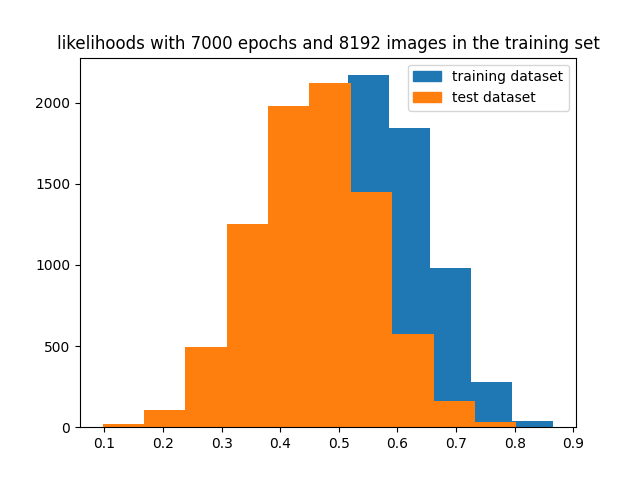 likelihoods with 7000 epochs and 8192 images in the training set
training dataset
test dataset
2000
1500
1000
500
0
0.1 0.2 0.3 0.4 0.5 0.6 0.7 0.8 0.9